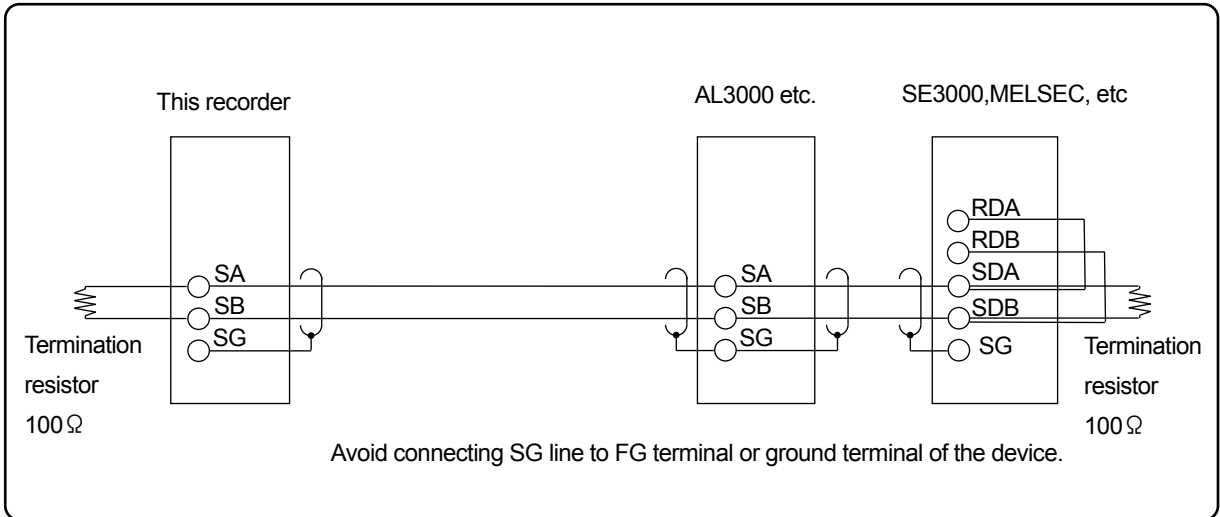 This recorder
AL3000 etc.
SE3000,MELSEC, etc
SA
SB
SG
SA
SB
SG
RDA
RDB
SDA
SDB
SG
Termination
resistor
100Ω
Termination
resistor
100Ω
Avoid connecting SG line to FG terminal or ground terminal of the device.